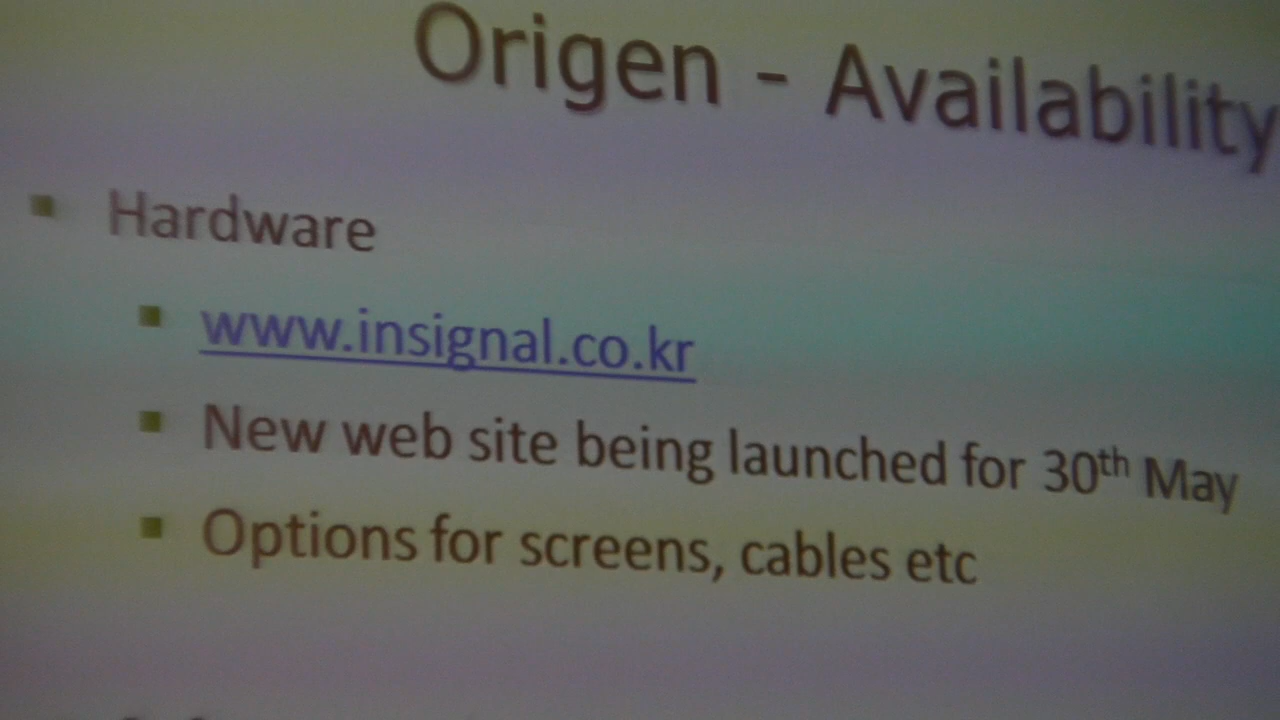 Origen - Availability
Hardware
www.insignal.co.kr
New web site being launched for 30th May
Options for screens, cables etc